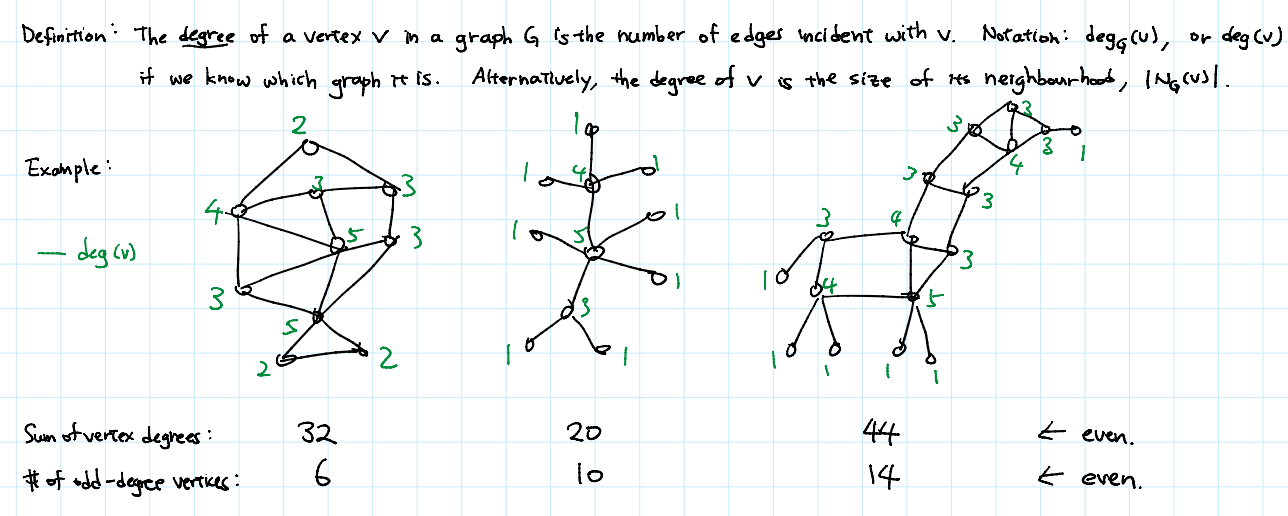 Definition: The degree of a vertex v in a graph G is the number of edges incident with v. Notation: deg_G(v), or deg(v)
if we know which graph it is. Alternatively, the degree of v is the size of its neighbourhood, |N_G(v)|.
Example:
— deg(v)
2
4 3 3
5 3
3
5
2 2
1
1 4 1
1 5 1
1
3
1 1
3 3
4 3 1
3 3
3 4
1 3
4 5
1 1 1 1
Sum of vertex degrees: 32 20 44 ← even.
# of odd-degree vertices: 6 10 14 ← even.